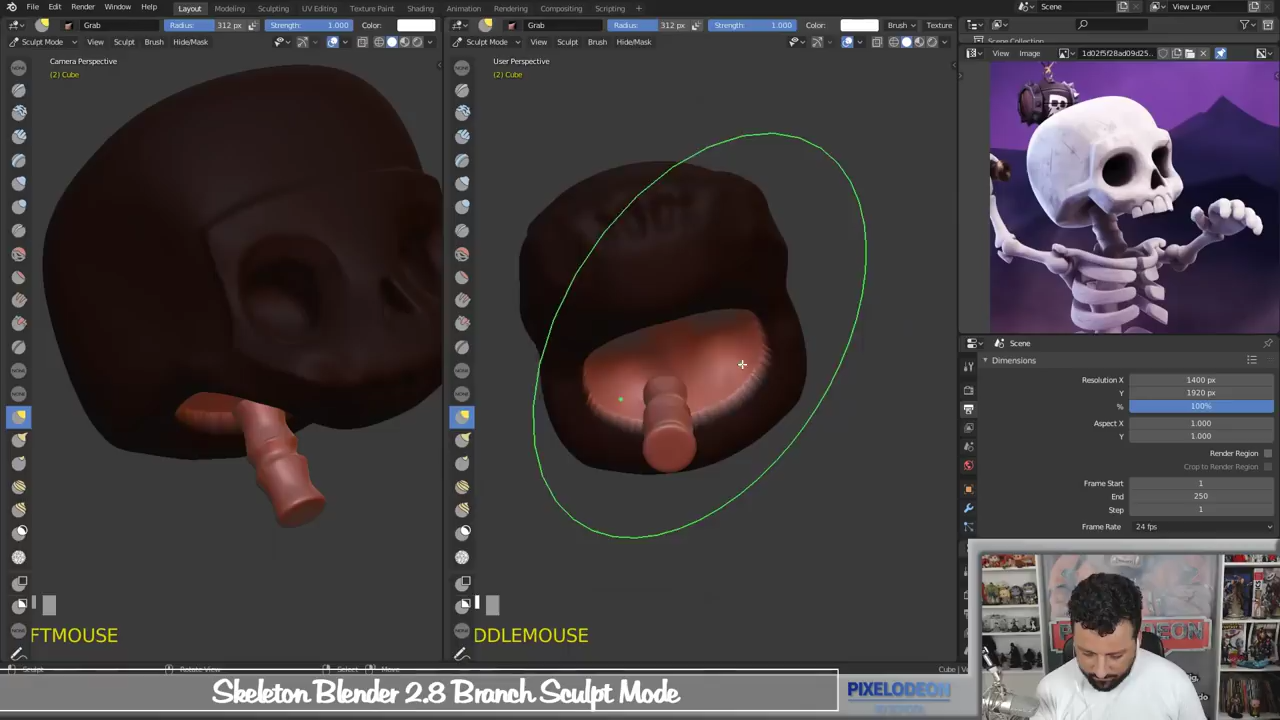 File Edit Render Window Help Layout Modeling Sculpting UV Editing Texture Paint Shading Animation Rendering Compositing Scripting + Scene View Layer
Grab Radius: 312 px Strength: 1.000 Color: Grab Radius: 312 px Strength: 1.000 Color: Brush Texture
Sculpt Mode View Sculpt Brush Hide/Mask Sculpt Mode View Sculpt Brush Hide/Mask
View Image 1d02f5f28ad09d25...
Camera Perspective
(2) Cube
User Perspective
(2) Cube
Scene
Dimensions
Resolution X 1400 px
Y 1920 px
% 100%
Aspect X 1.000
Y 1.000
Render Region
Crop to Render Region
Frame Start 1
End 250
Step 1
Frame Rate 24 fps
FTMOUSE
DDLEMOUSE
Skeleton Blender 2.8 Branch Sculpt Mode
PIXELODEON